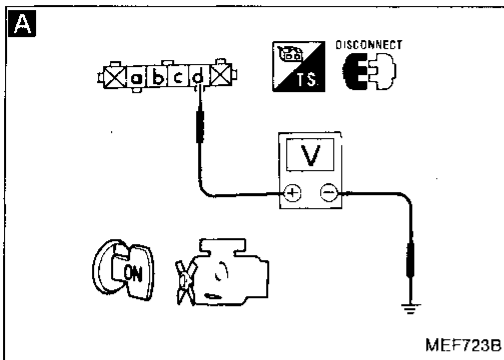 A
DISCONNECT
a b c d
T.S.
V
+ −
ON
MEF723B